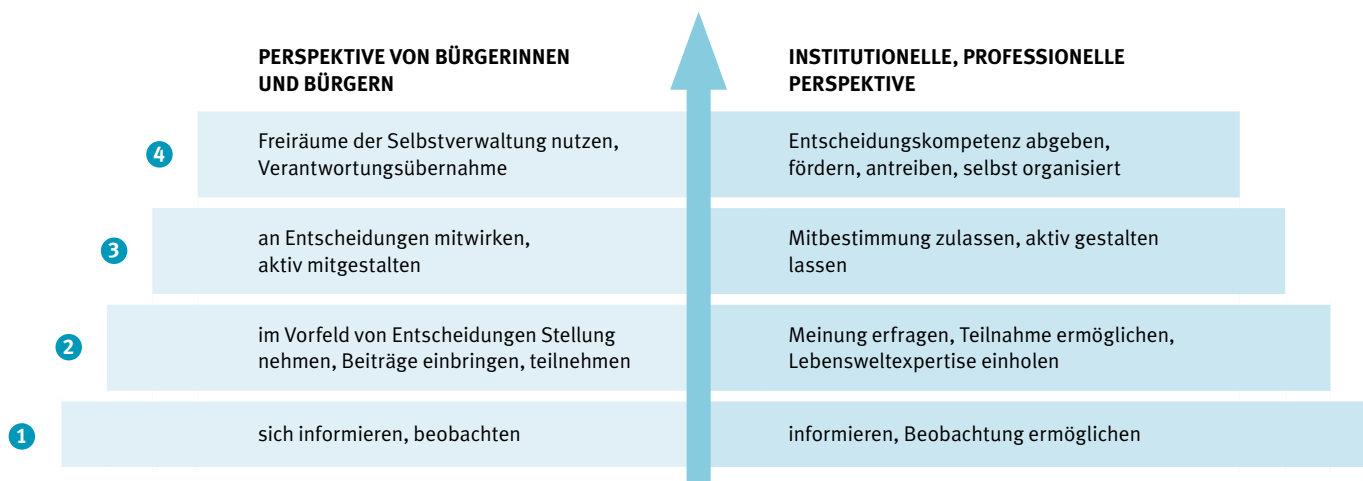 PERSPEKTIVE VON BÜRGERINNEN
UND BÜRGERN
INSTITUTIONELLE, PROFESSIONELLE
PERSPEKTIVE
4
Freiräume der Selbstverwaltung nutzen,
Verantwortungsübernahme
Entscheidungskompetenz abgeben,
fördern, antreiben, selbst organisiert
3
an Entscheidungen mitwirken,
aktiv mitgestalten
Mitbestimmung zulassen, aktiv gestalten
lassen
2
im Vorfeld von Entscheidungen Stellung
nehmen, Beiträge einbringen, teilnehmen
Meinung erfragen, Teilnahme ermöglichen,
Lebensweltexpertise einholen
1
sich informieren, beobachten
informieren, Beobachtung ermöglichen